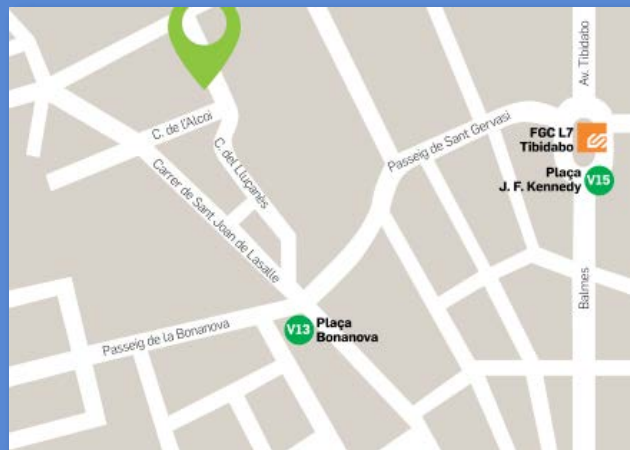 Av. Tibidabo
FGC L7
Tibidabo
C. de l'Alcoi
Passeig de Sant Gervasi
C. del Lluçanès
Plaça
J. F. Kennedy
V15
Carrer de Sant Joan de Lasalle
Balmes
V13
Plaça
Bonanova
Passeig de la Bonanova